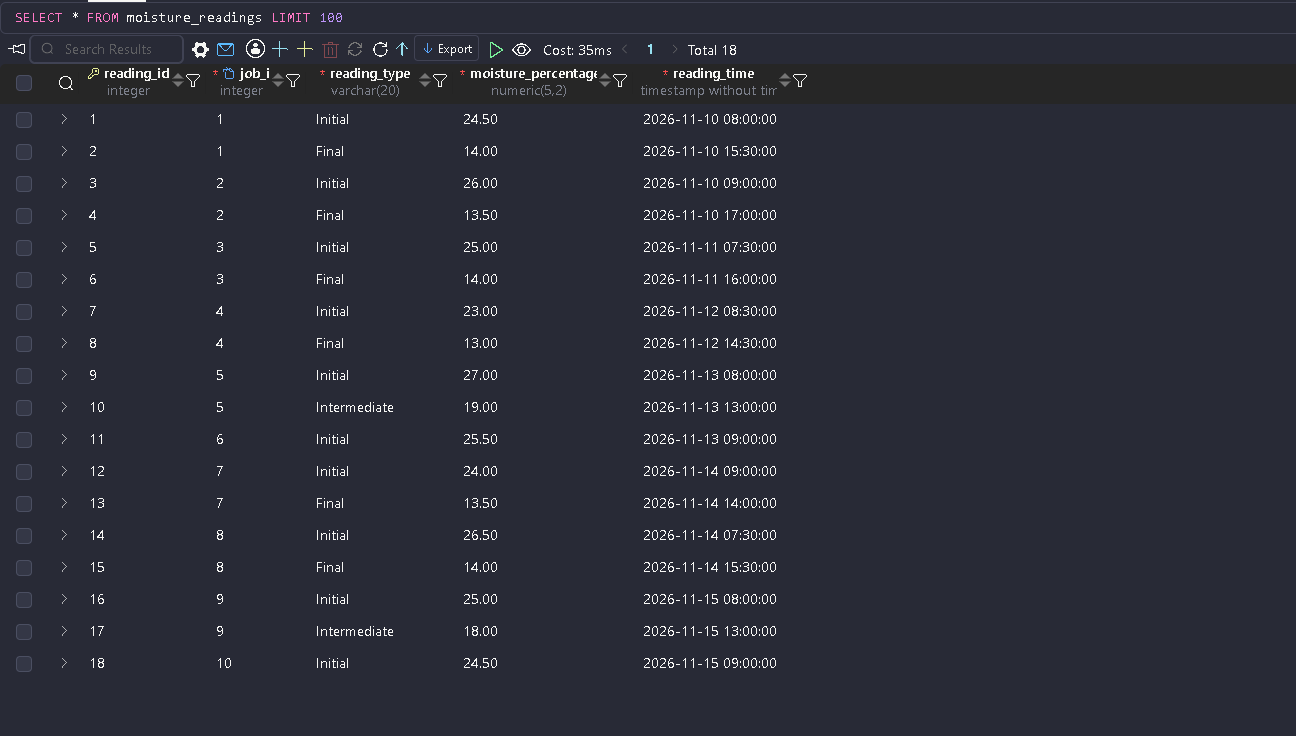 SELECT * FROM moisture_readings LIMIT 100
Search Results Export Cost: 35ms 1 Total 18
reading_id * job_i * reading_type * moisture_percentage * reading_time
integer integer varchar(20) numeric(5,2) timestamp without tim
1 1 Initial 24.50 2026-11-10 08:00:00
2 1 Final 14.00 2026-11-10 15:30:00
3 2 Initial 26.00 2026-11-10 09:00:00
4 2 Final 13.50 2026-11-10 17:00:00
5 3 Initial 25.00 2026-11-11 07:30:00
6 3 Final 14.00 2026-11-11 16:00:00
7 4 Initial 23.00 2026-11-12 08:30:00
8 4 Final 13.00 2026-11-12 14:30:00
9 5 Initial 27.00 2026-11-13 08:00:00
10 5 Intermediate 19.00 2026-11-13 13:00:00
11 6 Initial 25.50 2026-11-13 09:00:00
12 7 Initial 24.00 2026-11-14 09:00:00
13 7 Final 13.50 2026-11-14 14:00:00
14 8 Initial 26.50 2026-11-14 07:30:00
15 8 Final 14.00 2026-11-14 15:30:00
16 9 Initial 25.00 2026-11-15 08:00:00
17 9 Intermediate 18.00 2026-11-15 13:00:00
18 10 Initial 24.50 2026-11-15 09:00:00